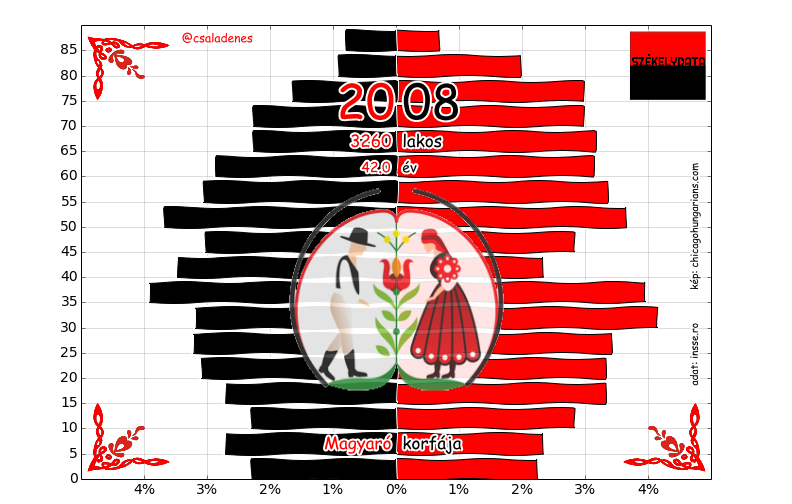 @csaladenes
SZÉKELYDATA
2008
3260 lakos
42,0 év
kép: chicagohungarians.com
adat: insse.ro
Magyaró korfája
85
80
75
70
65
60
55
50
45
40
35
30
25
20
15
10
5
0
4% 3% 2% 1% 0% 1% 2% 3% 4%